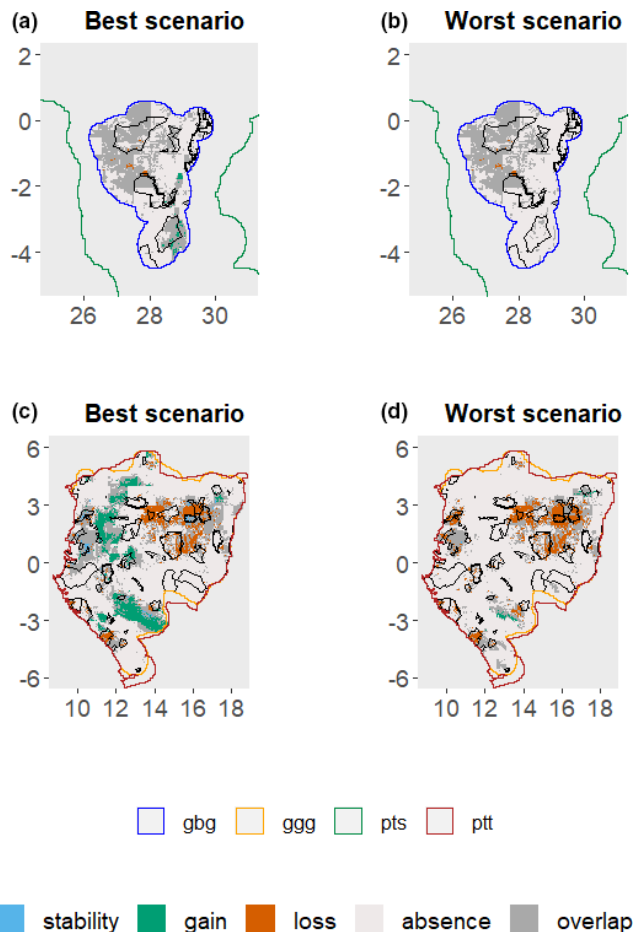 (a) Best scenario (b) Worst scenario
2 2
0 0
-2 -2
-4 -4
26 28 30 26 28 30
(c) Best scenario (d) Worst scenario
6 6
3 3
0 0
-3 -3
-6 -6
10 12 14 16 18 10 12 14 16 18
gbg ggg pts ptt
stability gain loss absence overlap